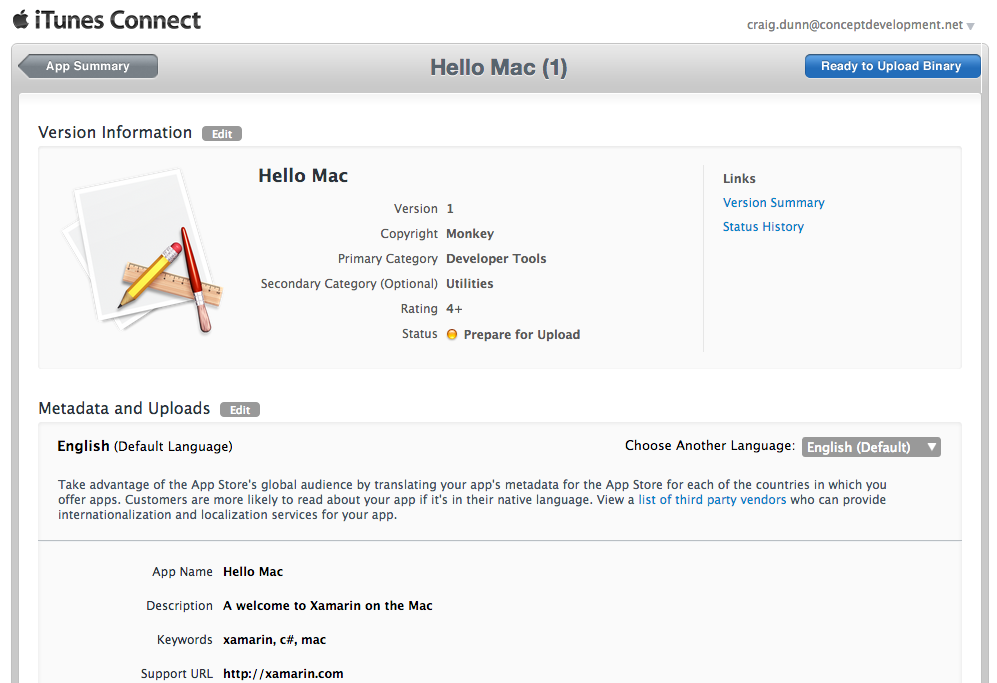 iTunes Connect
craig.dunn@conceptdevelopment.net
App Summary
Hello Mac (1)
Ready to Upload Binary
Version Information Edit
Hello Mac
Version 1
Copyright Monkey
Primary Category Developer Tools
Secondary Category (Optional) Utilities
Rating 4+
Status Prepare for Upload
Links
Version Summary
Status History
Metadata and Uploads Edit
English (Default Language)
Choose Another Language: English (Default)
Take advantage of the App Store's global audience by translating your app's metadata for the App Store for each of the countries in which you
offer apps. Customers are more likely to read about your app if it's in their native language. View a list of third party vendors who can provide
internationalization and localization services for your app.
App Name Hello Mac
Description A welcome to Xamarin on the Mac
Keywords xamarin, c#, mac
Support URL http://xamarin.com